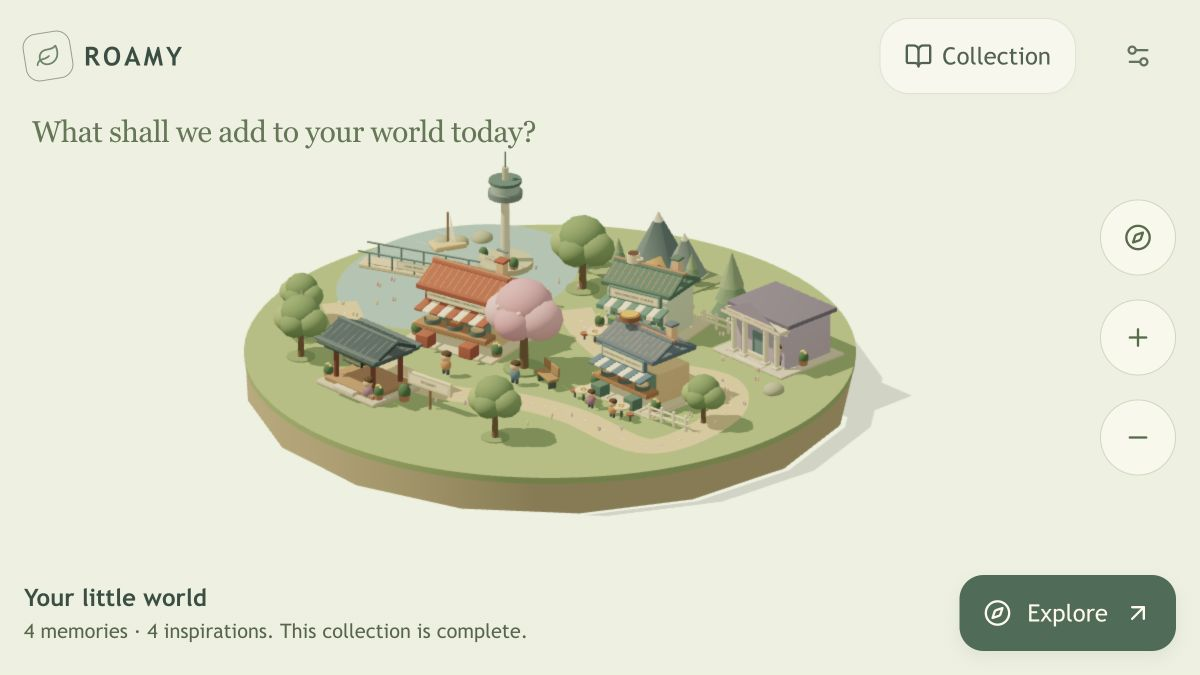 ROAMY
Collection
What shall we add to your world today?
Your little world
4 memories · 4 inspirations. This collection is complete.
Explore